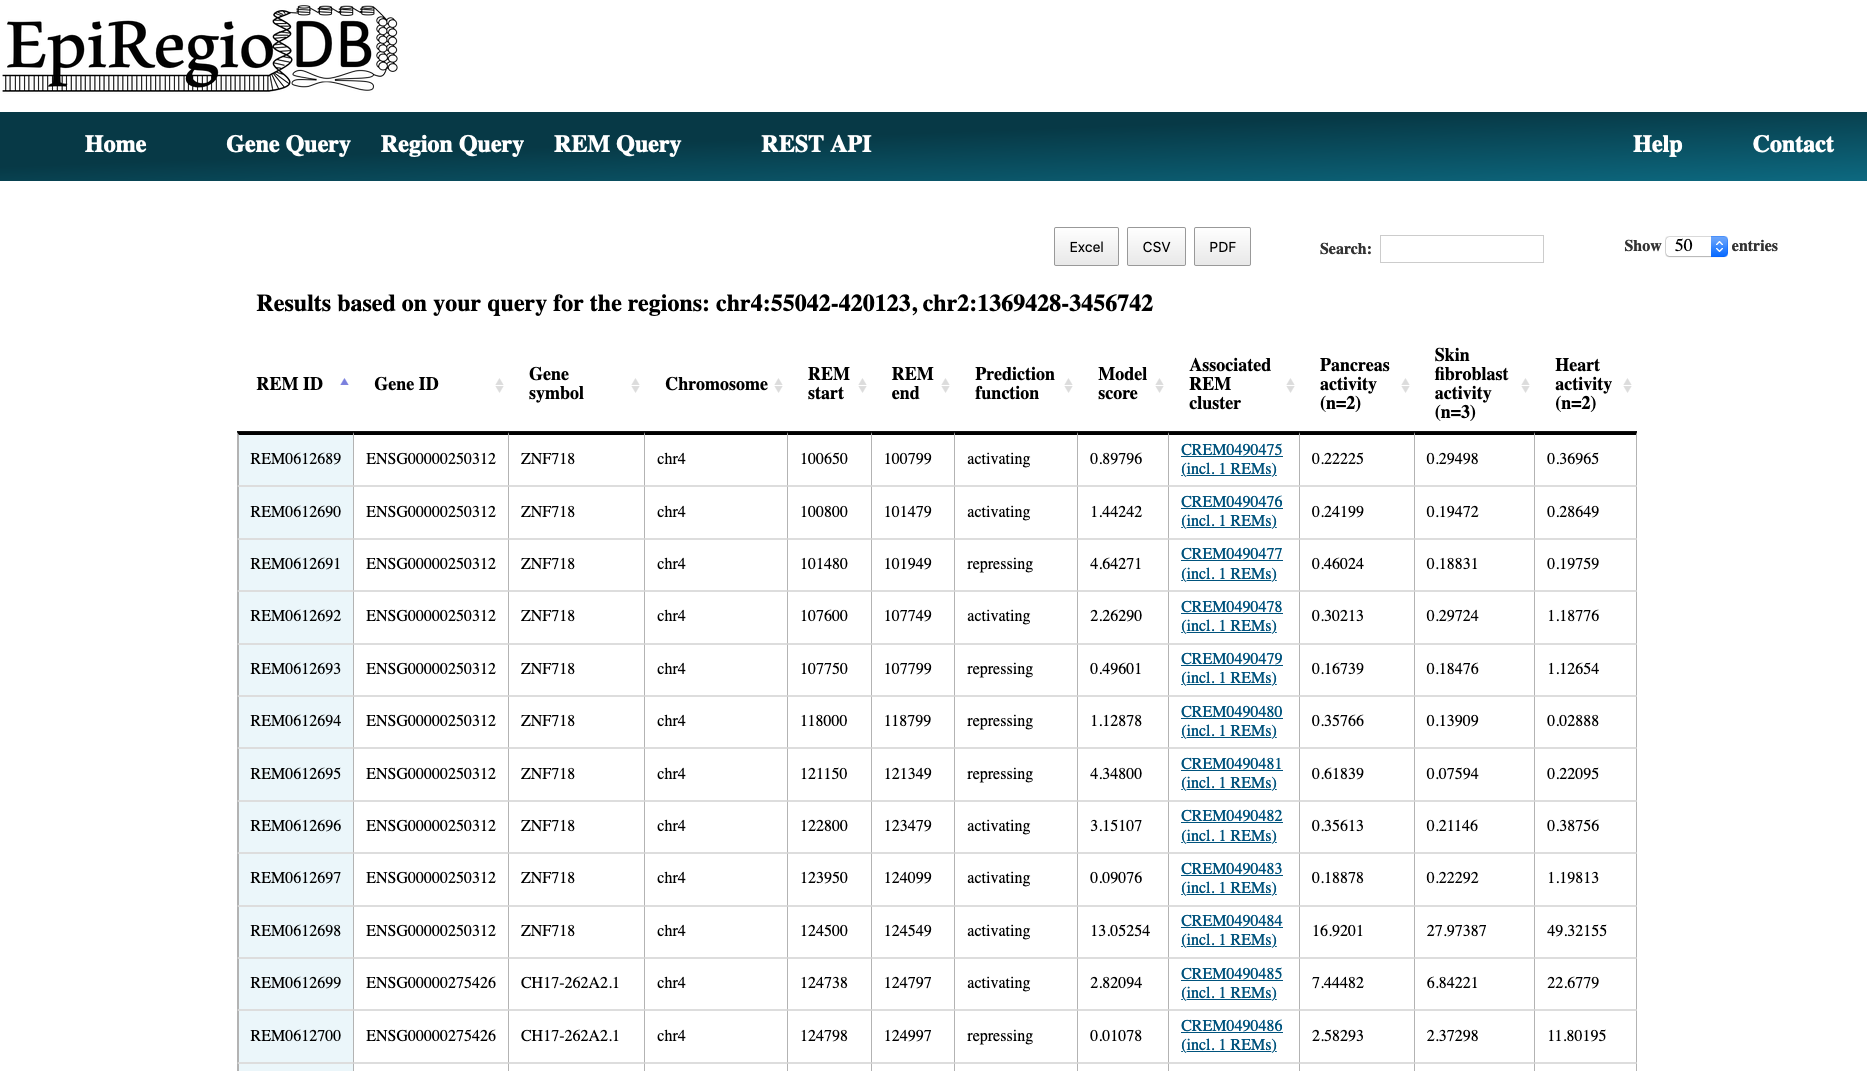 EpiRegio DB
Home Gene Query Region Query REM Query REST API Help Contact
Excel CSV PDF Search: Show 50 entries
Results based on your query for the regions: chr4:55042-420123, chr2:1369428-3456742
REM ID Gene ID Gene symbol Chromosome REM start REM end Prediction function Model score Associated REM cluster Pancreas activity (n=2) Skin fibroblast activity (n=3) Heart activity (n=2)
REM0612689 ENSG00000250312 ZNF718 chr4 100650 100799 activating 0.89796 CREM0490475 (incl. 1 REMs) 0.22225 0.29498 0.36965
REM0612690 ENSG00000250312 ZNF718 chr4 100800 101479 activating 1.44242 CREM0490476 (incl. 1 REMs) 0.24199 0.19472 0.28649
REM0612691 ENSG00000250312 ZNF718 chr4 101480 101949 repressing 4.64271 CREM0490477 (incl. 1 REMs) 0.46024 0.18831 0.19759
REM0612692 ENSG00000250312 ZNF718 chr4 107600 107749 activating 2.26290 CREM0490478 (incl. 1 REMs) 0.30213 0.29724 1.18776
REM0612693 ENSG00000250312 ZNF718 chr4 107750 107799 repressing 0.49601 CREM0490479 (incl. 1 REMs) 0.16739 0.18476 1.12654
REM0612694 ENSG00000250312 ZNF718 chr4 118000 118799 repressing 1.12878 CREM0490480 (incl. 1 REMs) 0.35766 0.13909 0.02888
REM0612695 ENSG00000250312 ZNF718 chr4 121150 121349 repressing 4.34800 CREM0490481 (incl. 1 REMs) 0.61839 0.07594 0.22095
REM0612696 ENSG00000250312 ZNF718 chr4 122800 123479 activating 3.15107 CREM0490482 (incl. 1 REMs) 0.35613 0.21146 0.38756
REM0612697 ENSG00000250312 ZNF718 chr4 123950 124099 activating 0.09076 CREM0490483 (incl. 1 REMs) 0.18878 0.22292 1.19813
REM0612698 ENSG00000250312 ZNF718 chr4 124500 124549 activating 13.05254 CREM0490484 (incl. 1 REMs) 16.9201 27.97387 49.32155
REM0612699 ENSG00000275426 CH17-262A2.1 chr4 124738 124797 activating 2.82094 CREM0490485 (incl. 1 REMs) 7.44482 6.84221 22.6779
REM0612700 ENSG00000275426 CH17-262A2.1 chr4 124798 124997 repressing 0.01078 CREM0490486 (incl. 1 REMs) 2.58293 2.37298 11.80195